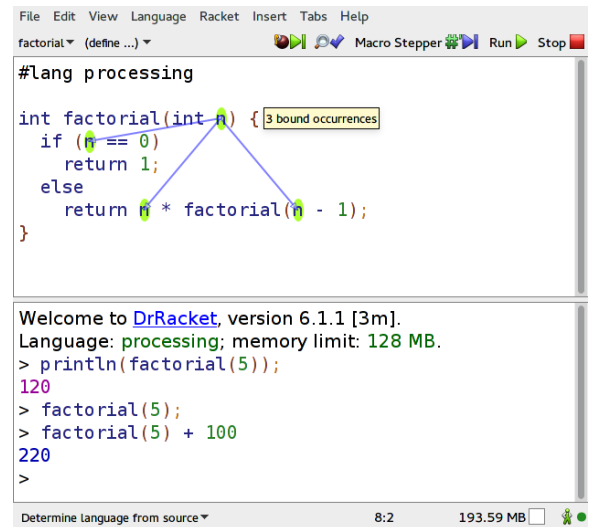 File Edit View Language Racket Insert Tabs Help
factorial▾ (define ...) ▾ Macro Stepper Run Stop
#lang processing
int factorial(int n) { 3 bound occurrences
  if (n == 0)
    return 1;
  else
    return n * factorial(n - 1);
}
Welcome to DrRacket, version 6.1.1 [3m].
Language: processing; memory limit: 128 MB.
> println(factorial(5));
120
> factorial(5);
> factorial(5) + 100
220
>
Determine language from source▾ 8:2 193.59 MB